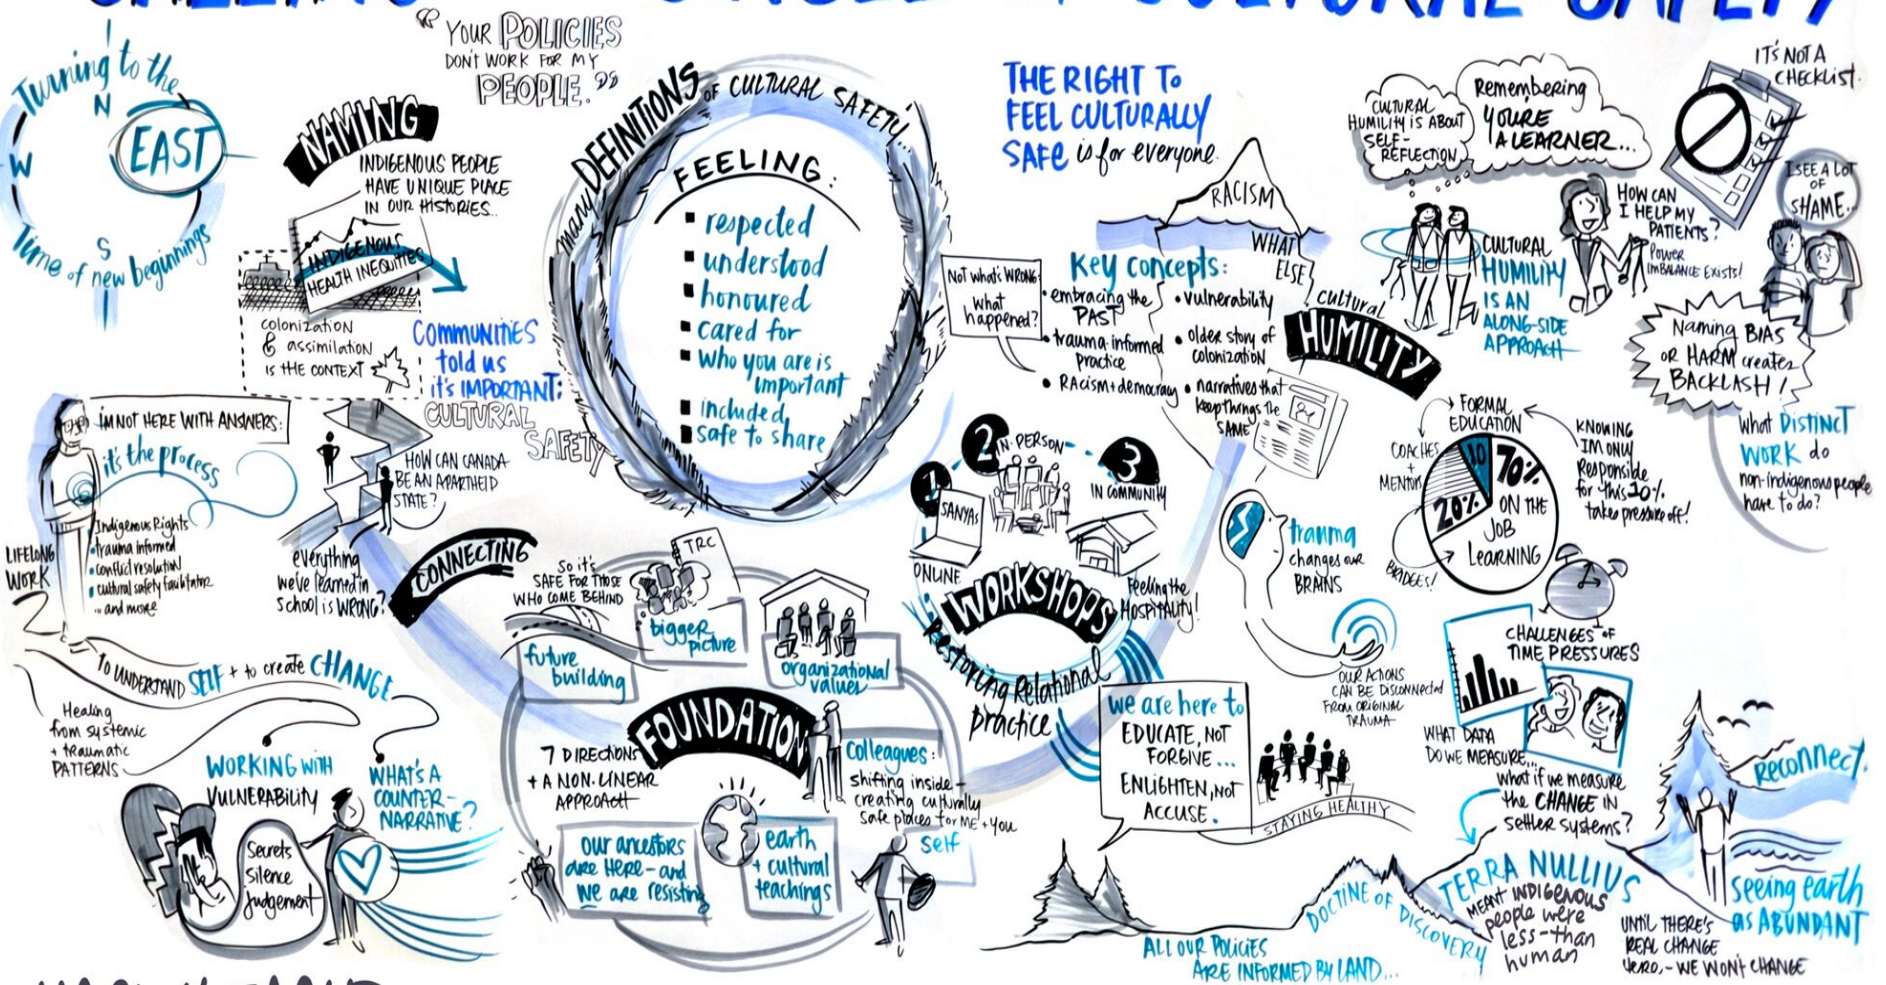 CULTURAL SAFETY
"YOUR POLICIES
DON'T WORK FOR MY
PEOPLE."
Turning to the
EAST
N
W
S
Time of new beginnings
NAMING
INDIGENOUS PEOPLE
HAVE UNIQUE PLACE
IN OUR HISTORIES...
INDIGENOUS
HEALTH INEQUITIES
colonization
& assimilation
IS THE CONTEXT
COMMUNITIES
told us
it's IMPORTANT:
CULTURAL
SAFETY
many DEFINITIONS OF CULTURAL SAFETY...
FEELING:
respected
understood
honoured
cared for
who you are is
important
included
safe to share
THE RIGHT TO
FEEL CULTURALLY
SAFE is for everyone.
RACISM
WHAT
ELSE
NOT WHAT'S WRONG:
what
happened?
Key concepts:
• embracing the
PAST
• trauma-informed
practice
• Racism + democracy
• vulnerability
• older story of
colonization
• narratives that
keep things the
SAME
CULTURAL
HUMILITY IS ABOUT
SELF-
REFLECTION
Remembering
YOU'RE
A LEARNER...
IT'S NOT A
CHECKLIST.
I SEE A LOT
OF
SHAME...
HOW CAN
I HELP MY
PATIENTS?
Power
IMBALANCE EXISTS!
CULTURAL
HUMILITY
IS AN
ALONG-SIDE
APPROACH
cultural
HUMILITY
Naming BIAS
OR HARM creates
BACKLASH!
what DISTINCT
WORK do
non-indigenous people
have to do?
I'M NOT HERE WITH ANSWERS:
it's the process
Indigenous Rights
• trauma informed
• conflict resolution
• cultural safety facilitator
... and more
LIFELONG
WORK
HOW CAN CANADA
BE AN APARTHEID
STATE?
everything
we've learned in
school is WRONG?
CONNECTING
TO UNDERSTAND SELF + to create CHANGE
Healing
from systemic
+ traumatic
PATTERNS
WORKING WITH
VULNERABILITY
Secrets
Silence
Judgement
WHAT'S A
COUNTER-
NARRATIVE?
So it's
SAFE FOR THOSE
WHO COME BEHIND
TRC
bigger
picture
future
building
organizational
values
FOUNDATION
7 DIRECTIONS
+ A NON-LINEAR
APPROACH
Colleagues:
shifting inside-
creating culturally
safe places for ME + YOU
our ancestors
are HERE - and
we are resisting
earth
+ cultural
teachings
self
1
SANYAS
ONLINE
2
IN-PERSON
3
IN COMMUNITY
Feeling the
HOSPITALITY!
WORKSHOPS
Restoring Relational
practice
trauma
changes our
BRAINS
OUR ACTIONS
CAN BE DISCONNECTED
FROM ORIGINAL
TRAUMA
FORMAL
EDUCATION
COACHES
+
MENTORS
10
20%
70%
ON THE
JOB
LEARNING
BRIDGES!
KNOWING
I'M ONLY
Responsible
for this 10%
takes pressure off!
CHALLENGES OF
TIME PRESSURES
WHAT DATA
DO WE MEASURE...
what if we measure
the CHANGE IN
settler systems?
we are here to
EDUCATE, NOT
FORGIVE...
ENLIGHTEN, NOT
ACCUSE.
STAYING HEALTHY
ALL OUR POLICIES
ARE INFORMED BY LAND...
DOCTINE OF DISCOVERY
TERRA NULLIUS
MEANT INDIGENOUS
people were
less-than
human
UNTIL THERE'S
REAL CHANGE
WE WON'T CHANGE
Reconnect.
seeing earth
as ABUNDANT